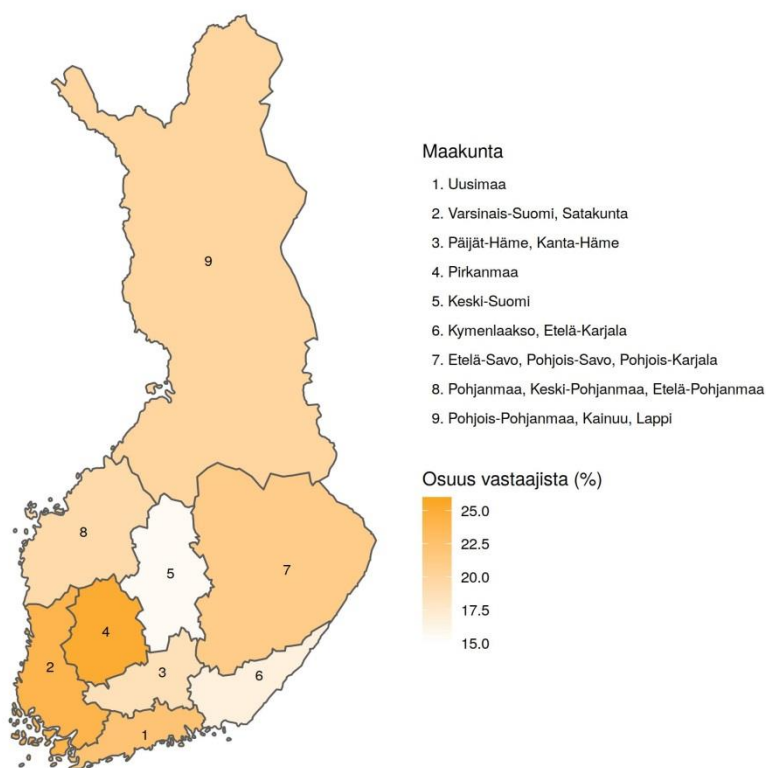 Maakunta
1. Uusimaa
2. Varsinais-Suomi, Satakunta
3. Päijät-Häme, Kanta-Häme
4. Pirkanmaa
5. Keski-Suomi
6. Kymenlaakso, Etelä-Karjala
7. Etelä-Savo, Pohjois-Savo, Pohjois-Karjala
8. Pohjanmaa, Keski-Pohjanmaa, Etelä-Pohjanmaa
9. Pohjois-Pohjanmaa, Kainuu, Lappi
Osuus vastaajista (%)
25.0
22.5
20.0
17.5
15.0
9
8
5
7
4
2
3
6
1